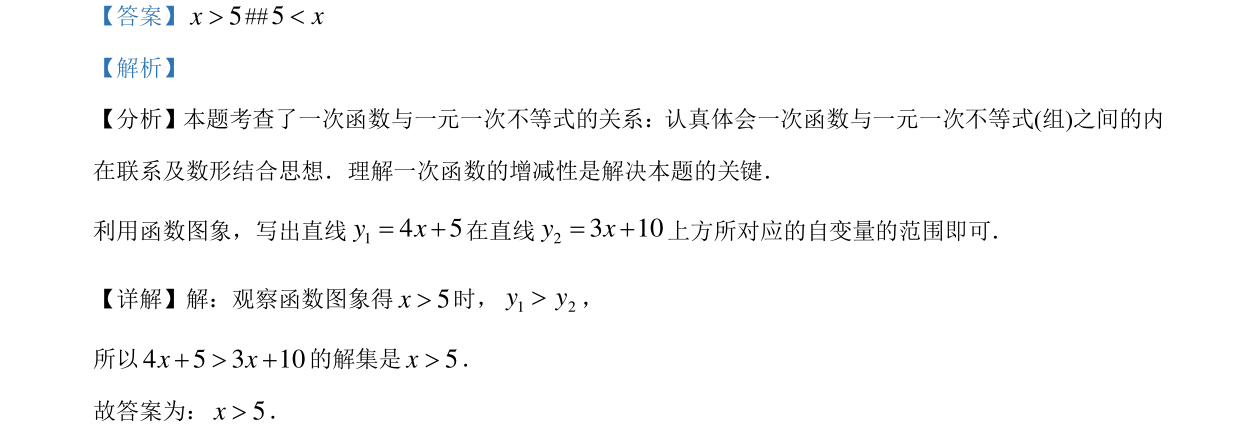 【答案】x>5##5<x
【解析】
【分析】本题考查了一次函数与一元一次不等式的关系：认真体会一次函数与一元一次不等式(组)之间的内
在联系及数形结合思想．理解一次函数的增减性是解决本题的关键．
利用函数图象，写出直线 y₁=4x+5 在直线 y₂=3x+10 上方所对应的自变量的范围即可．
【详解】解：观察函数图象得 x>5 时， y₁>y₂，
所以 4x+5>3x+10 的解集是 x>5．
故答案为： x>5．